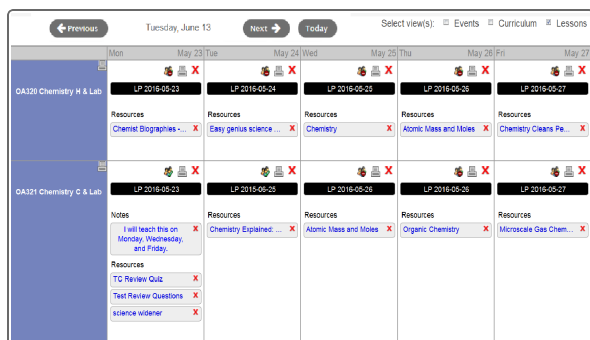 Previous
Tuesday, June 13
Next
Today
Select view(s): Events Curriculum Lessons
Mon May 23 Tue May 24 Wed May 25 Thu May 26 Fri May 27
OA320 Chemistry H & Lab
X X X X X
LP 2016-05-23 LP 2016-05-24 LP 2016-05-25 LP 2016-05-26 LP 2016-05-27
Resources Resources Resources Resources Resources
Chemist Biographies -... X Easy genius science ... X Chemistry X Atomic Mass and Moles X Chemistry Cleans Pe... X
OA321 Chemistry C & Lab
X X X X X
LP 2016-05-23 LP 2015-06-25 LP 2016-05-26 LP 2016-05-26 LP 2016-05-27
Notes Resources Resources Resources Resources
I will teach this on X Chemistry Explained: ... X Atomic Mass and Moles X Organic Chemistry X Microscale Gas Chem... X
Monday, Wednesday,
and Friday.
Resources
TC Review Quiz X
Test Review Questions X
science widener X